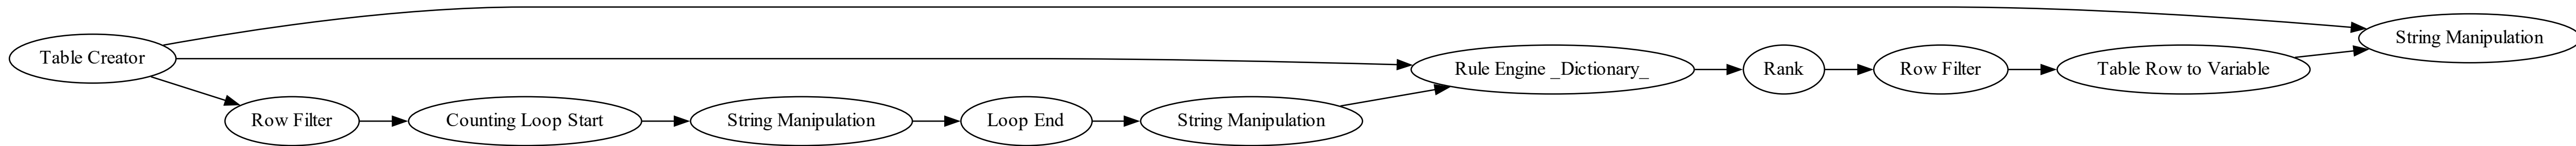 Table Creator
Row Filter
Counting Loop Start
String Manipulation
Loop End
String Manipulation
Rule Engine _Dictionary_
Rank
Row Filter
Table Row to Variable
String Manipulation